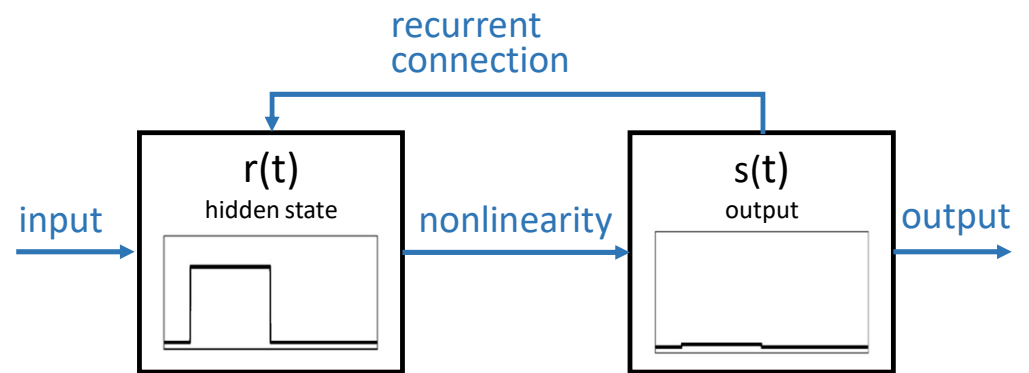 recurrent
connection
r(t)
hidden state
s(t)
output
input
nonlinearity
output